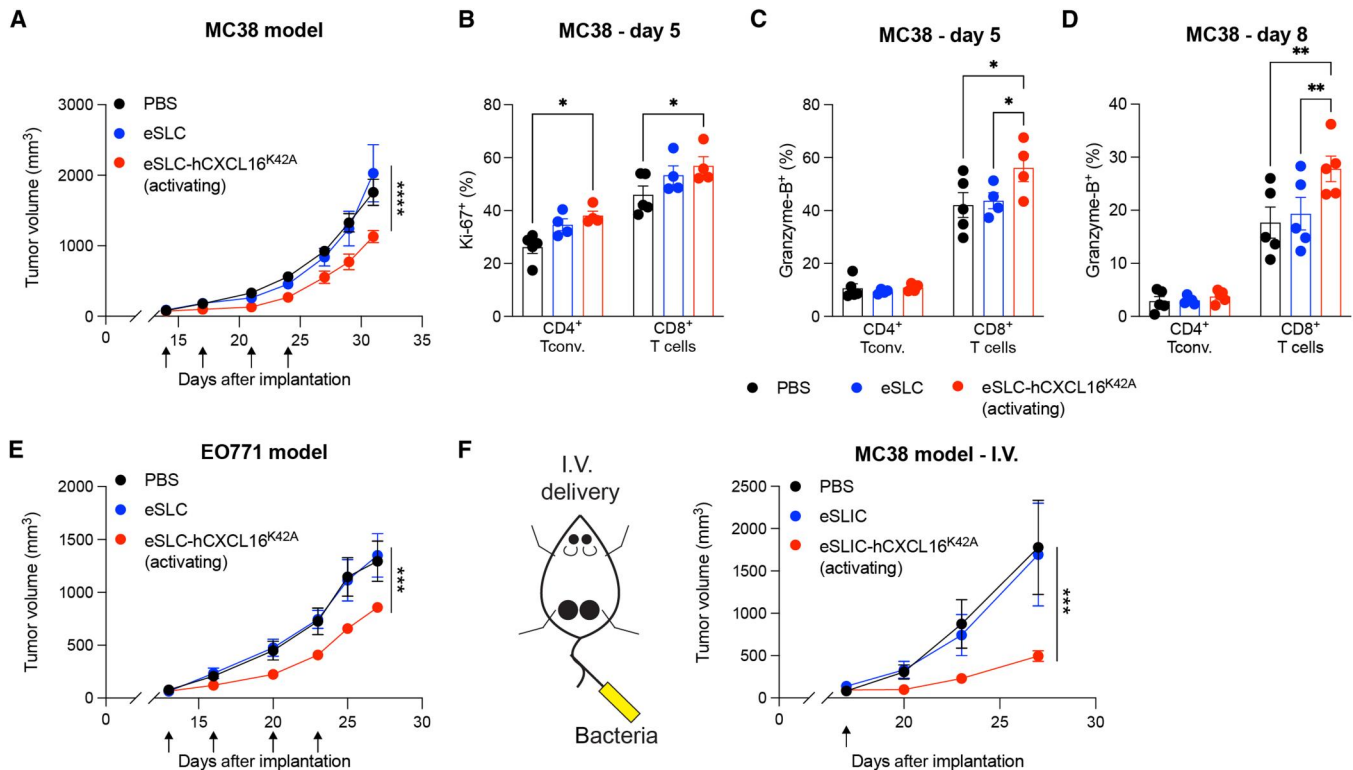 A
MC38 model
PBS
eSLC
eSLC-hCXCL16K42A
(activating)
Tumor volume (mm3)
3000
2000
1000
0
****
0
15
20
25
30
35
Days after implantation
B
MC38 - day 5
Ki-67+ (%)
80
60
40
20
0
*
*
CD4+
Tconv.
CD8+
T cells
C
MC38 - day 5
Granzyme-B+ (%)
80
60
40
20
0
*
*
CD4+
Tconv.
CD8+
T cells
D
MC38 - day 8
Granzyme-B+ (%)
40
30
20
10
0
**
**
CD4+
Tconv.
CD8+
T cells
PBS
eSLC
eSLC-hCXCL16K42A
(activating)
E
EO771 model
PBS
eSLC
eSLC-hCXCL16K42A
(activating)
Tumor volume (mm3)
2000
1500
1000
500
0
***
0
15
20
25
30
Days after implantation
F
I.V.
delivery
Bacteria
MC38 model - I.V.
PBS
eSLIC
eSLIC-hCXCL16K42A
(activating)
Tumor volume (mm3)
2500
2000
1500
1000
500
0
***
0
20
30
Days after implantation